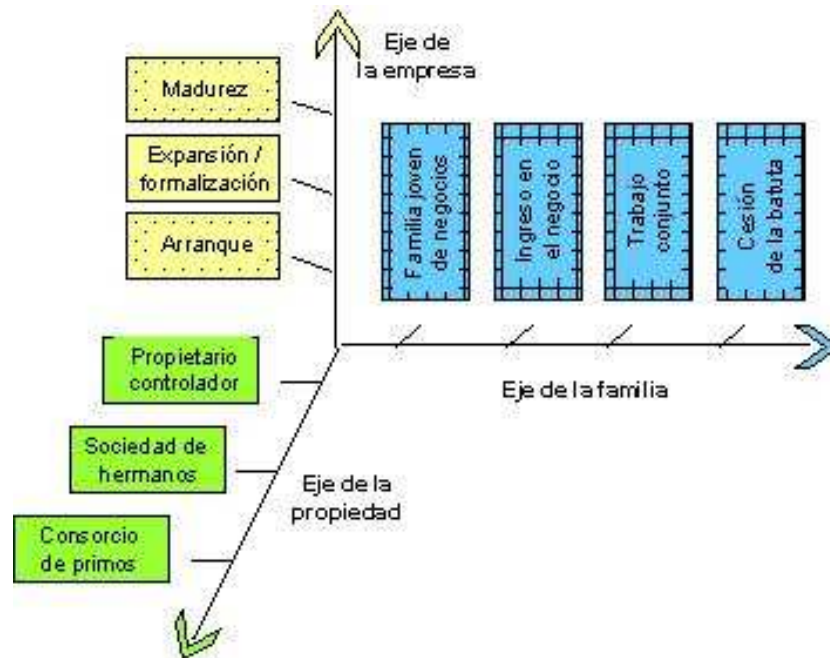 Eje de
la empresa
Madurez
Expansión /
formalización
Arranque
Familia joven
de negocios
Ingreso en
el negocio
Trabajo
conjunto
Cesión
de la batuta
Eje de la familia
Propietario
controlador
Sociedad de
hermanos
Consorcio
de primos
Eje de la
propiedad